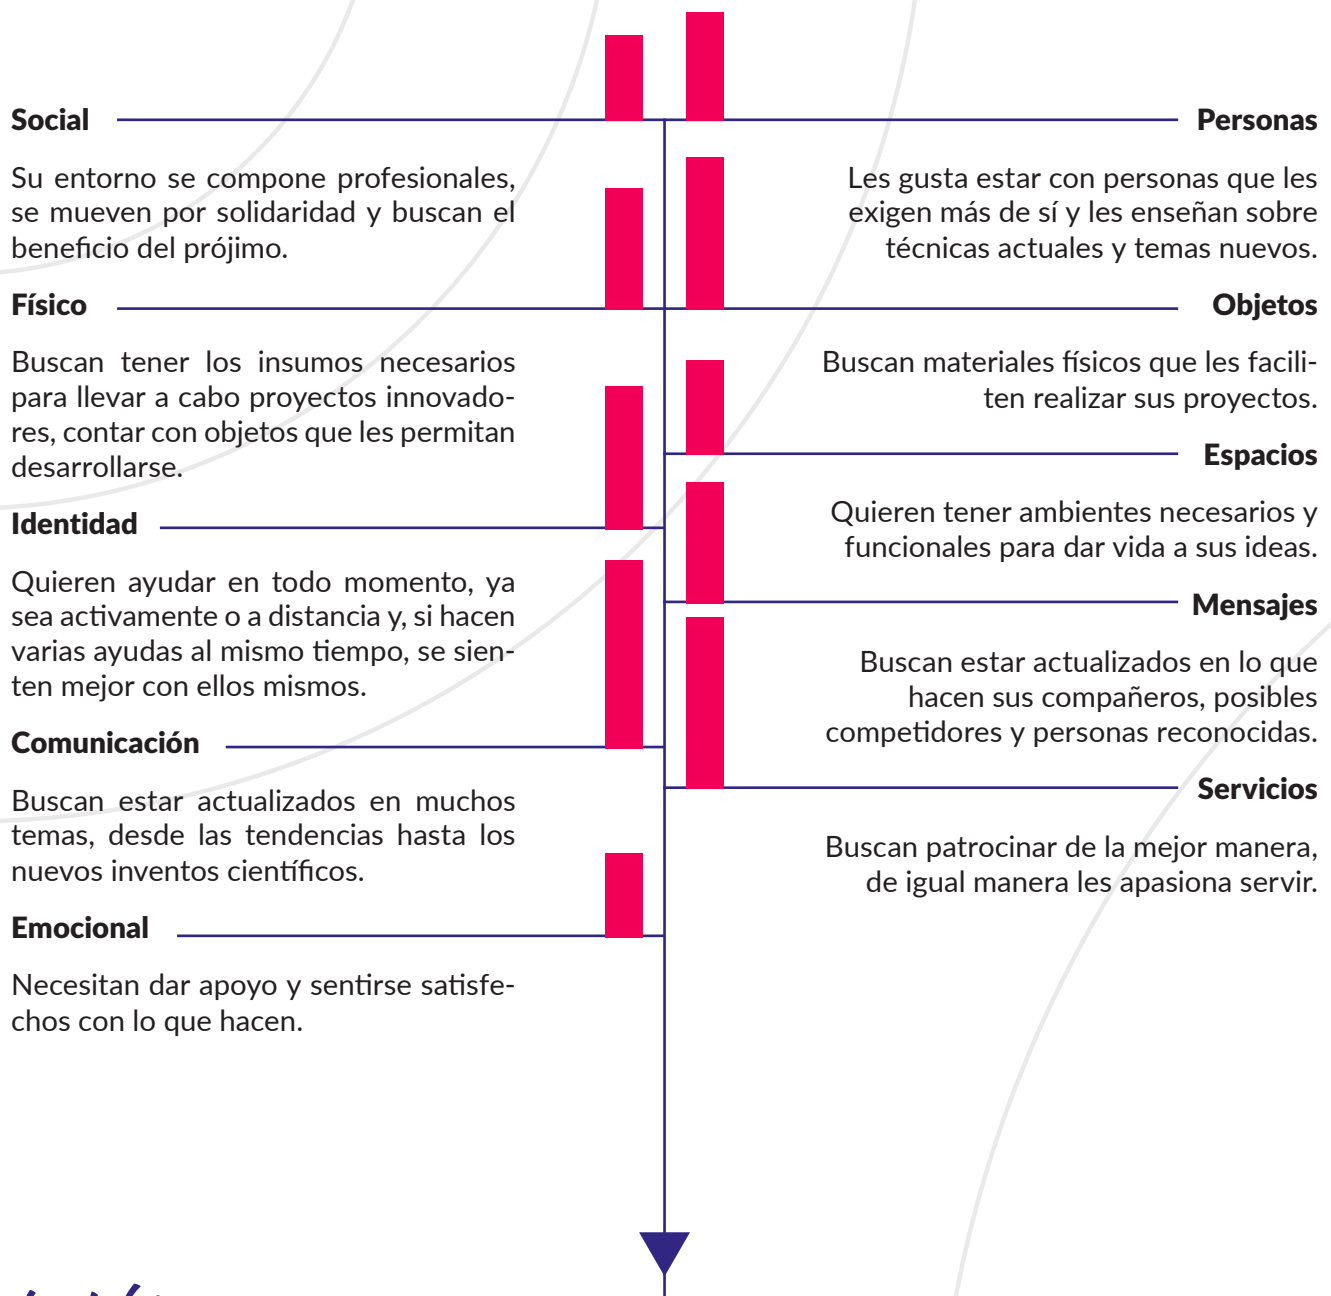 Social
Su entorno se compone profesionales,
se mueven por solidaridad y buscan el
beneficio del prójimo.
Físico
Buscan tener los insumos necesarios
para llevar a cabo proyectos innovado-
res, contar con objetos que les permitan
desarrollarse.
Identidad
Quieren ayudar en todo momento, ya
sea activamente o a distancia y, si hacen
varias ayudas al mismo tiempo, se sien-
ten mejor con ellos mismos.
Comunicación
Buscan estar actualizados en muchos
temas, desde las tendencias hasta los
nuevos inventos científicos.
Emocional
Necesitan dar apoyo y sentirse satisfe-
chos con lo que hacen.
Personas
Les gusta estar con personas que les
exigen más de sí y les enseñan sobre
técnicas actuales y temas nuevos.
Objetos
Buscan materiales físicos que les facili-
ten realizar sus proyectos.
Espacios
Quieren tener ambientes necesarios y
funcionales para dar vida a sus ideas.
Mensajes
Buscan estar actualizados en lo que
hacen sus compañeros, posibles
competidores y personas reconocidas.
Servicios
Buscan patrocinar de la mejor manera,
de igual manera les apasiona servir.